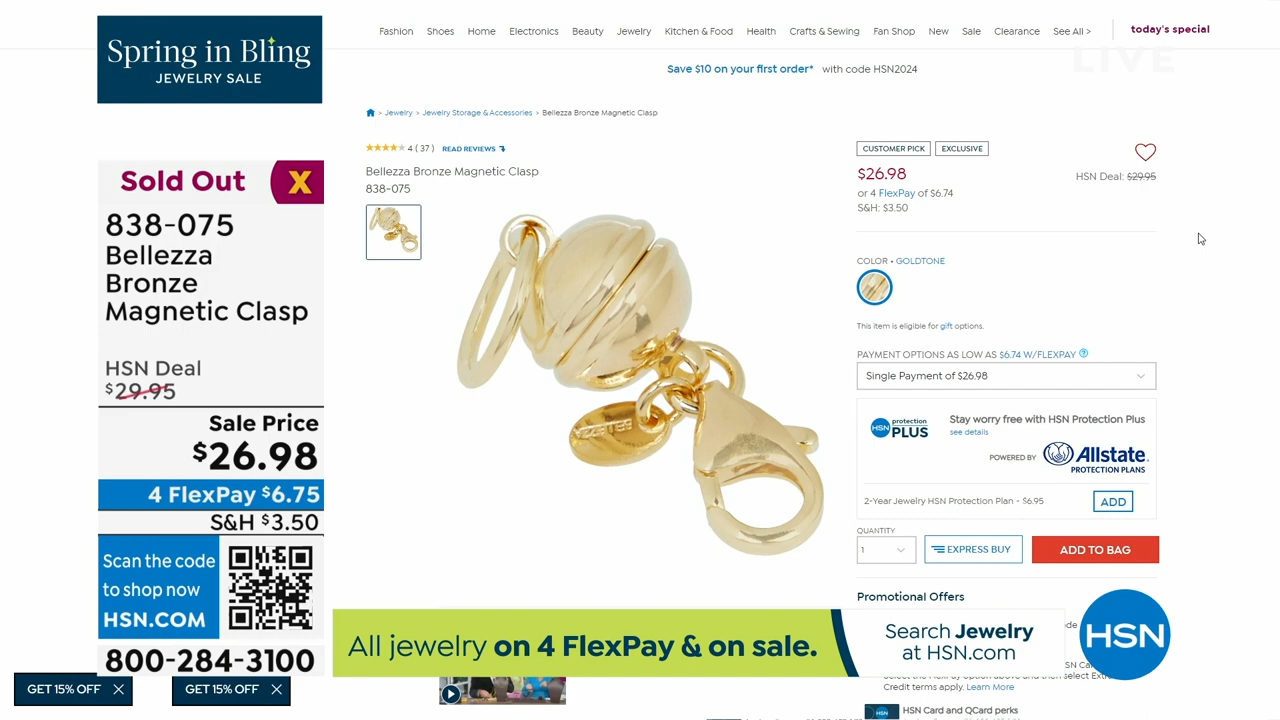 Spring in Bling
JEWELRY SALE
Fashion Shoes Home Electronics Beauty Jewelry Kitchen & Food Health Crafts & Sewing Fan Shop New Sale Clearance See All > today's special
LIVE
Save $10 on your first order* with code HSN2024
> Jewelry > Jewelry Storage & Accessories > Bellezza Bronze Magnetic Clasp
4 ( 37 ) READ REVIEWS
Bellezza Bronze Magnetic Clasp
838-075
CUSTOMER PICK EXCLUSIVE
$26.98
HSN Deal: $29.95
or 4 FlexPay of $6.74
S&H: $3.50
COLOR • GOLDTONE
This item is eligible for gift options.
PAYMENT OPTIONS AS LOW AS $6.74 W/FLEXPAY ?
Single Payment of $26.98
HSN protection PLUS
Stay worry free with HSN Protection Plus
see details
POWERED BY Allstate.
PROTECTION PLANS
2-Year Jewelry HSN Protection Plan - $6.95 ADD
QUANTITY
1
EXPRESS BUY
ADD TO BAG
Promotional Offers
Credit terms apply. Learn More
HSN Card and QCard perks
Sold Out X
838-075
Bellezza
Bronze
Magnetic Clasp
HSN Deal
$29.95
Sale Price
$26.98
4 FlexPay $6.75
S&H $3.50
Scan the code
to shop now
HSN.COM
800-284-3100
BELLEZZA
All jewelry on 4 FlexPay & on sale.
Search Jewelry
at HSN.com
HSN
GET 15% OFF X
GET 15% OFF X